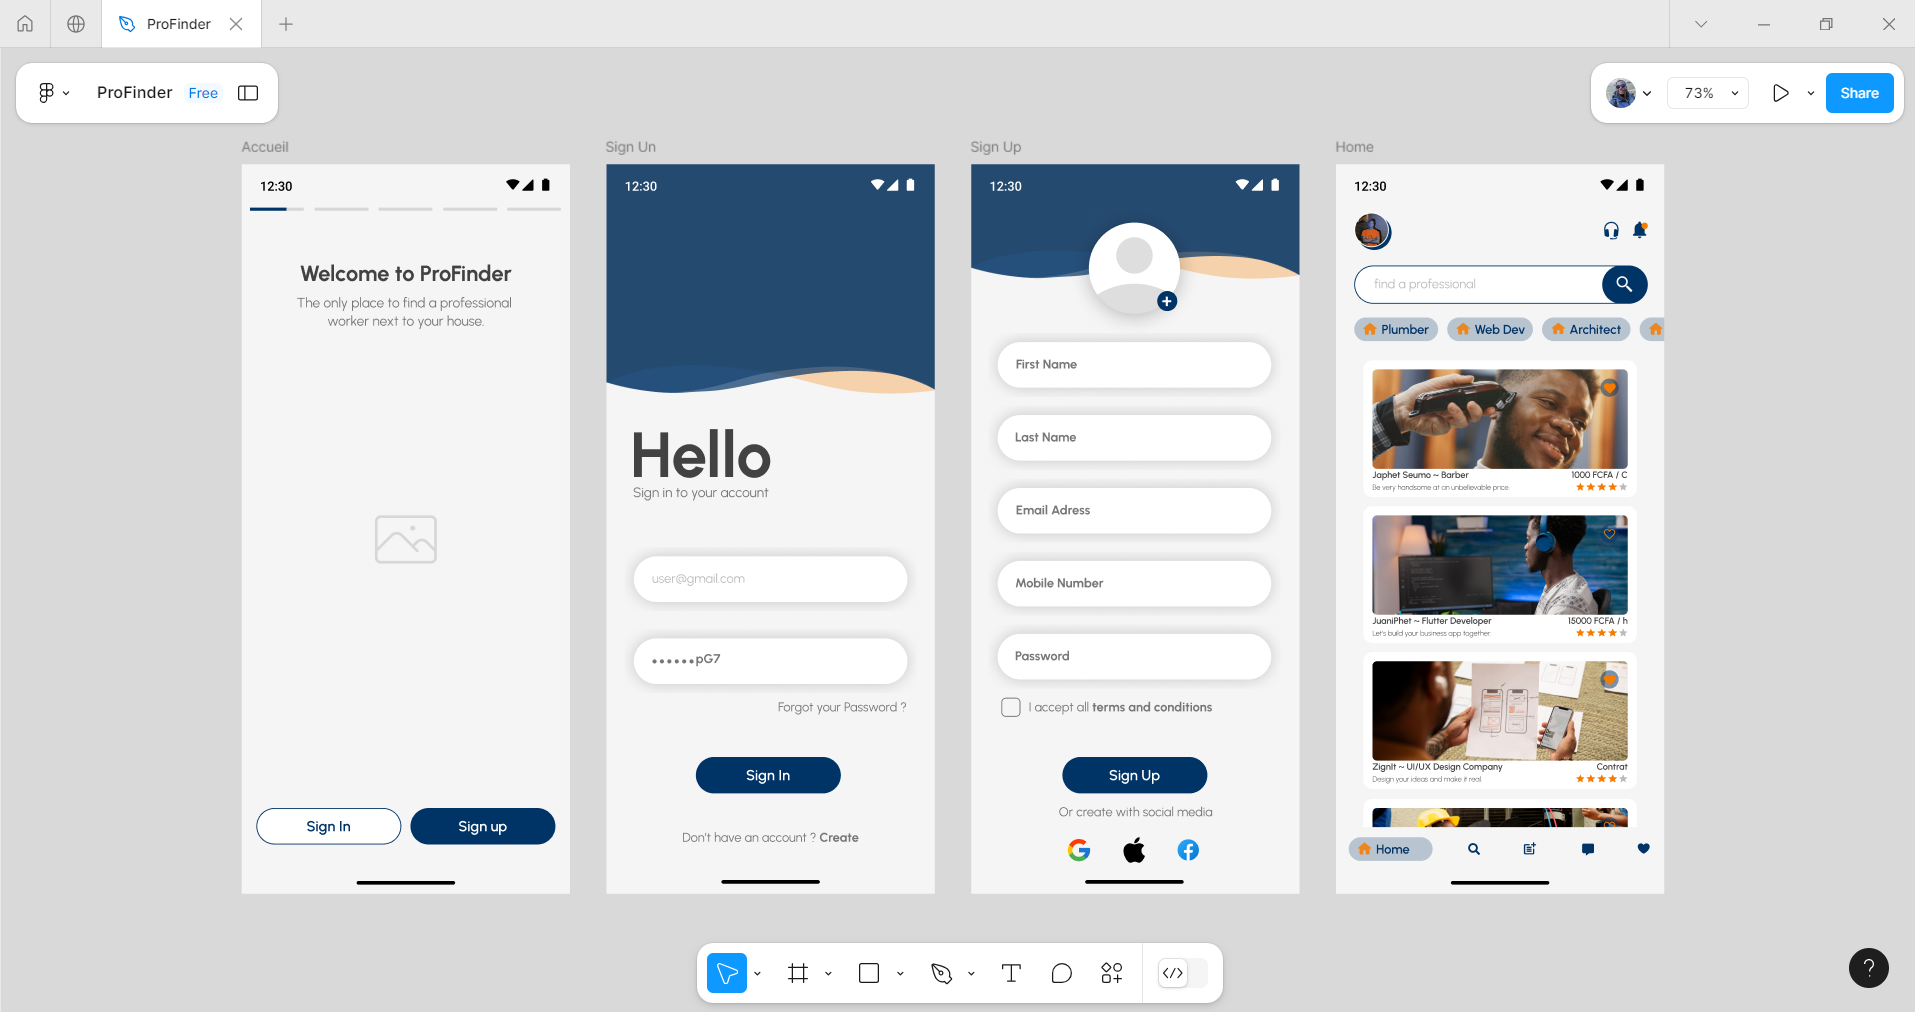 ProFinder
ProFinder Free
73%
Share
Accueil
12:30
Welcome to ProFinder
The only place to find a professional
worker next to your house.
Sign In
Sign up
Sign Un
12:30
Hello
Sign in to your account
user@gmail.com
••••••pG7
Forgot your Password ?
Sign In
Don't have an account ? Create
Sign Up
12:30
First Name
Last Name
Email Adress
Mobile Number
Password
I accept all terms and conditions
Sign Up
Or create with social media
Home
12:30
find a professional
Plumber
Web Dev
Architect
Japhet Seumo ~ Barber
1000 FCFA / C
Be very handsome at an unbelievable price.
JuaniPhet ~ Flutter Developer
15000 FCFA / h
Let's build your business app together
ZignIt ~ UI/UX Design Company
Contrat
Design your ideas and make it real.
Home